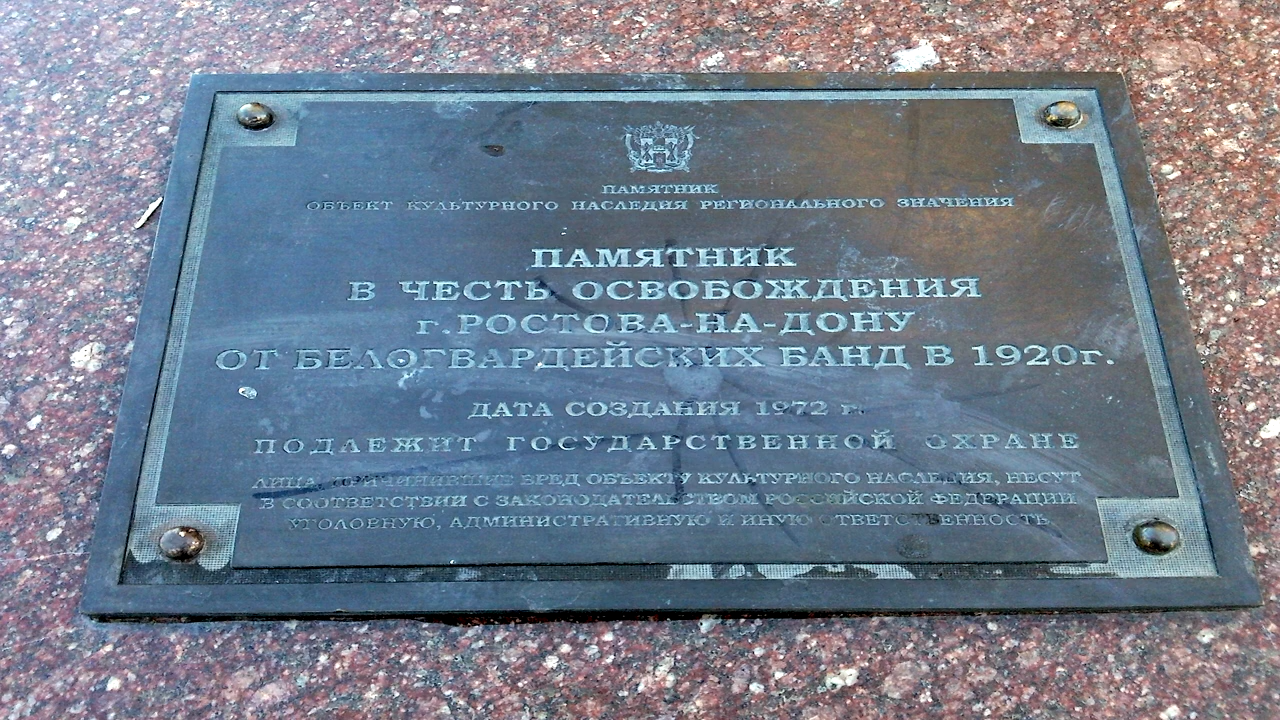 ПАМЯТНИК
ОБЪЕКТ КУЛЬТУРНОГО НАСЛЕДИЯ РЕГИОНАЛЬНОГО ЗНАЧЕНИЯ
ПАМЯТНИК
В ЧЕСТЬ ОСВОБОЖДЕНИЯ
г.РОСТОВА-НА-ДОНУ
ОТ БЕЛОГВАРДЕЙСКИХ БАНД В 1920г.
ДАТА СОЗДАНИЯ 1972 г.
ПОДЛЕЖИТ ГОСУДАРСТВЕННОЙ ОХРАНЕ
ЛИЦА, ПРИЧИНИВШИЕ ВРЕД ОБЪЕКТУ КУЛЬТУРНОГО НАСЛЕДИЯ, НЕСУТ
В СООТВЕТСТВИИ С ЗАКОНОДАТЕЛЬСТВОМ РОССИЙСКОЙ ФЕДЕРАЦИИ
УГОЛОВНУЮ, АДМИНИСТРАТИВНУЮ И ИНУЮ ОТВЕТСТВЕННОСТЬ